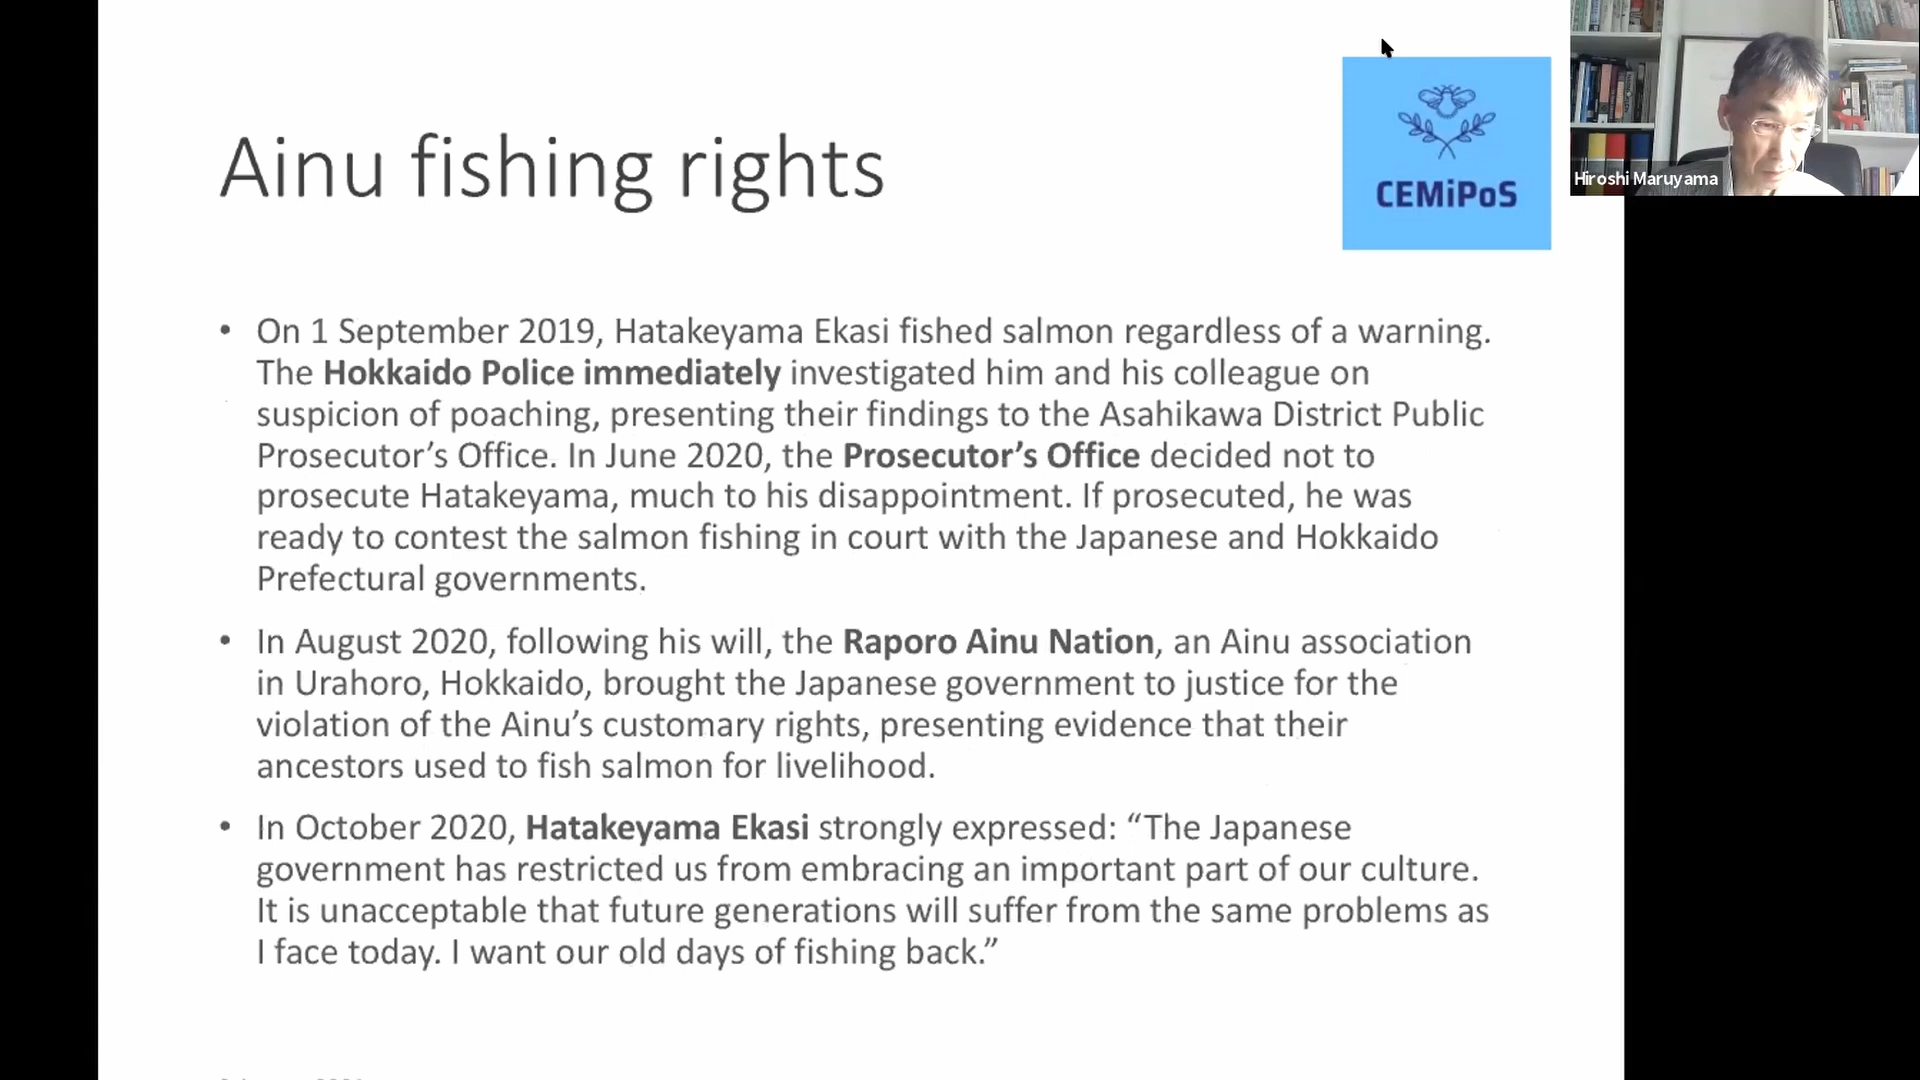 Ainu fishing rights
CEMiPoS
Hiroshi Maruyama
• On 1 September 2019, Hatakeyama Ekasi fished salmon regardless of a warning.
The Hokkaido Police immediately investigated him and his colleague on
suspicion of poaching, presenting their findings to the Asahikawa District Public
Prosecutor’s Office. In June 2020, the Prosecutor’s Office decided not to
prosecute Hatakeyama, much to his disappointment. If prosecuted, he was
ready to contest the salmon fishing in court with the Japanese and Hokkaido
Prefectural governments.
• In August 2020, following his will, the Raporo Ainu Nation, an Ainu association
in Urahoro, Hokkaido, brought the Japanese government to justice for the
violation of the Ainu’s customary rights, presenting evidence that their
ancestors used to fish salmon for livelihood.
• In October 2020, Hatakeyama Ekasi strongly expressed: “The Japanese
government has restricted us from embracing an important part of our culture.
It is unacceptable that future generations will suffer from the same problems as
I face today. I want our old days of fishing back.”